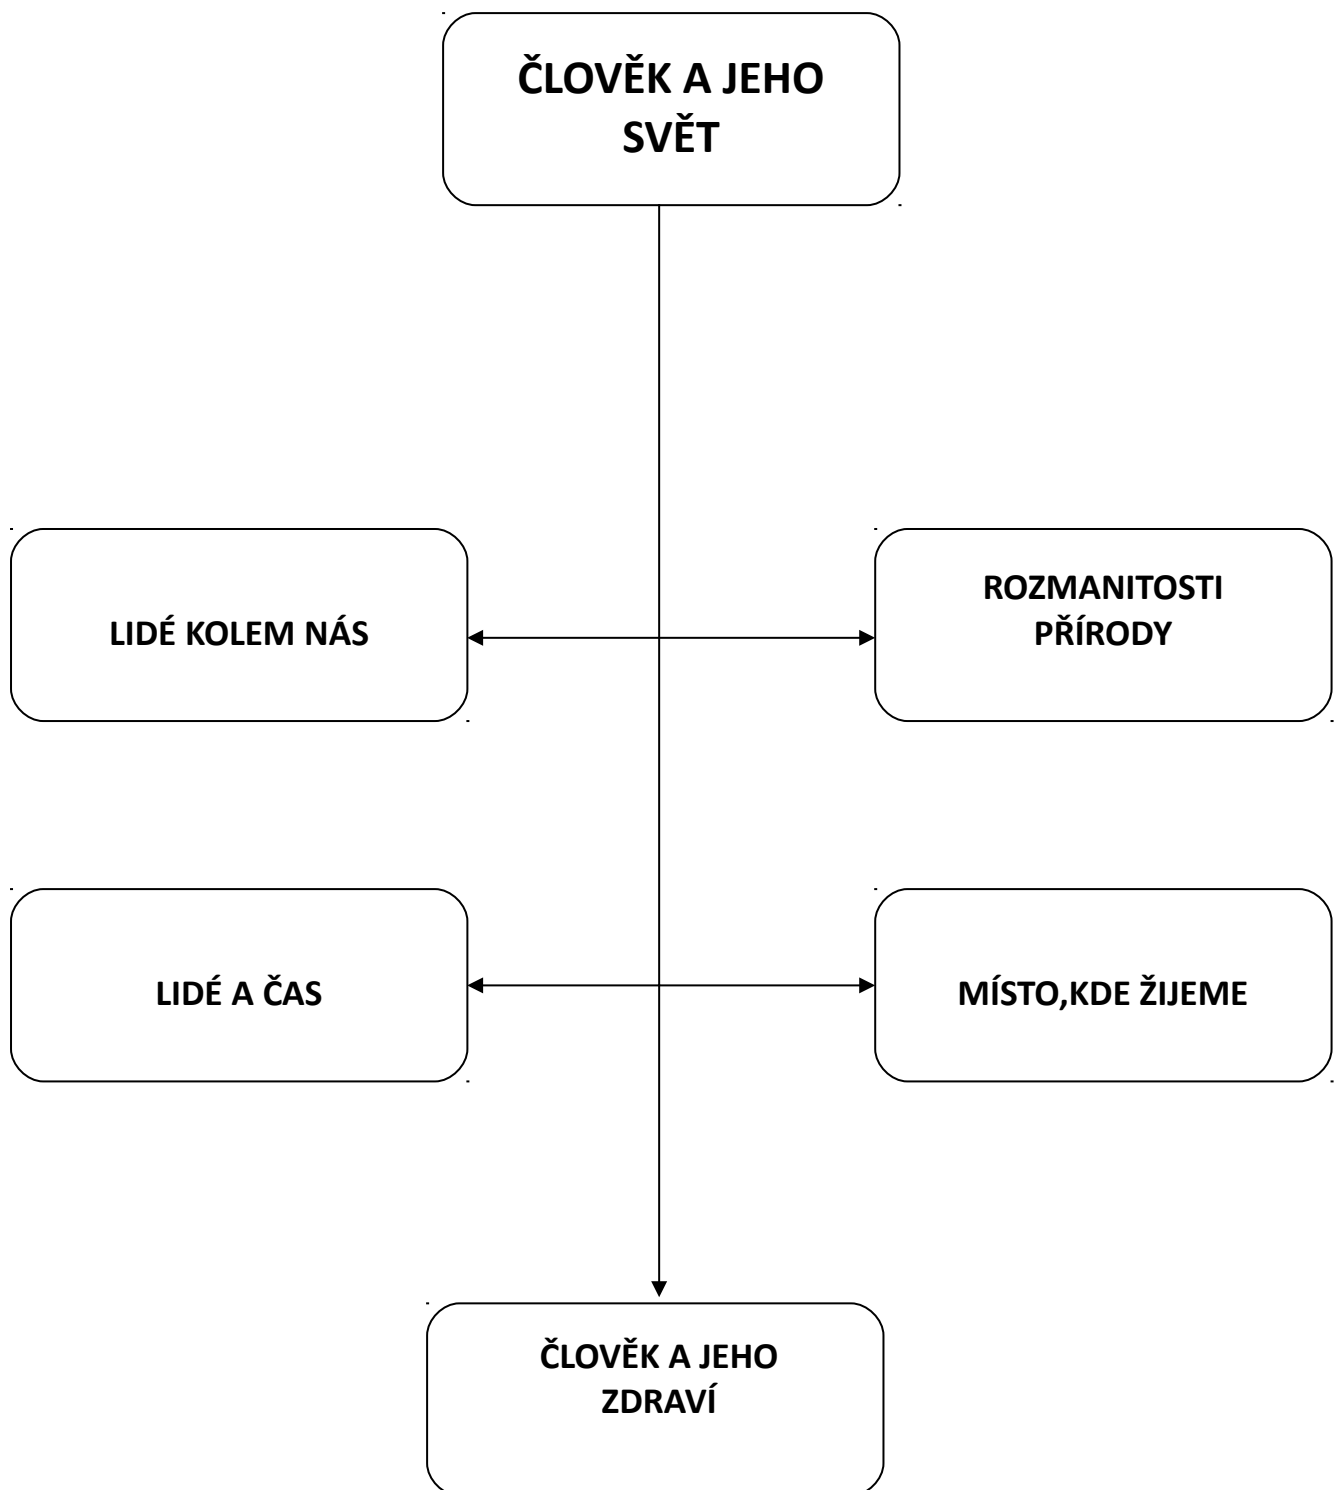 ČLOVĚK A JEHO
SVĚT
LIDÉ KOLEM NÁS
ROZMANITOSTI
PŘÍRODY
LIDÉ A ČAS
MÍSTO,KDE ŽIJEME
ČLOVĚK A JEHO
ZDRAVÍ